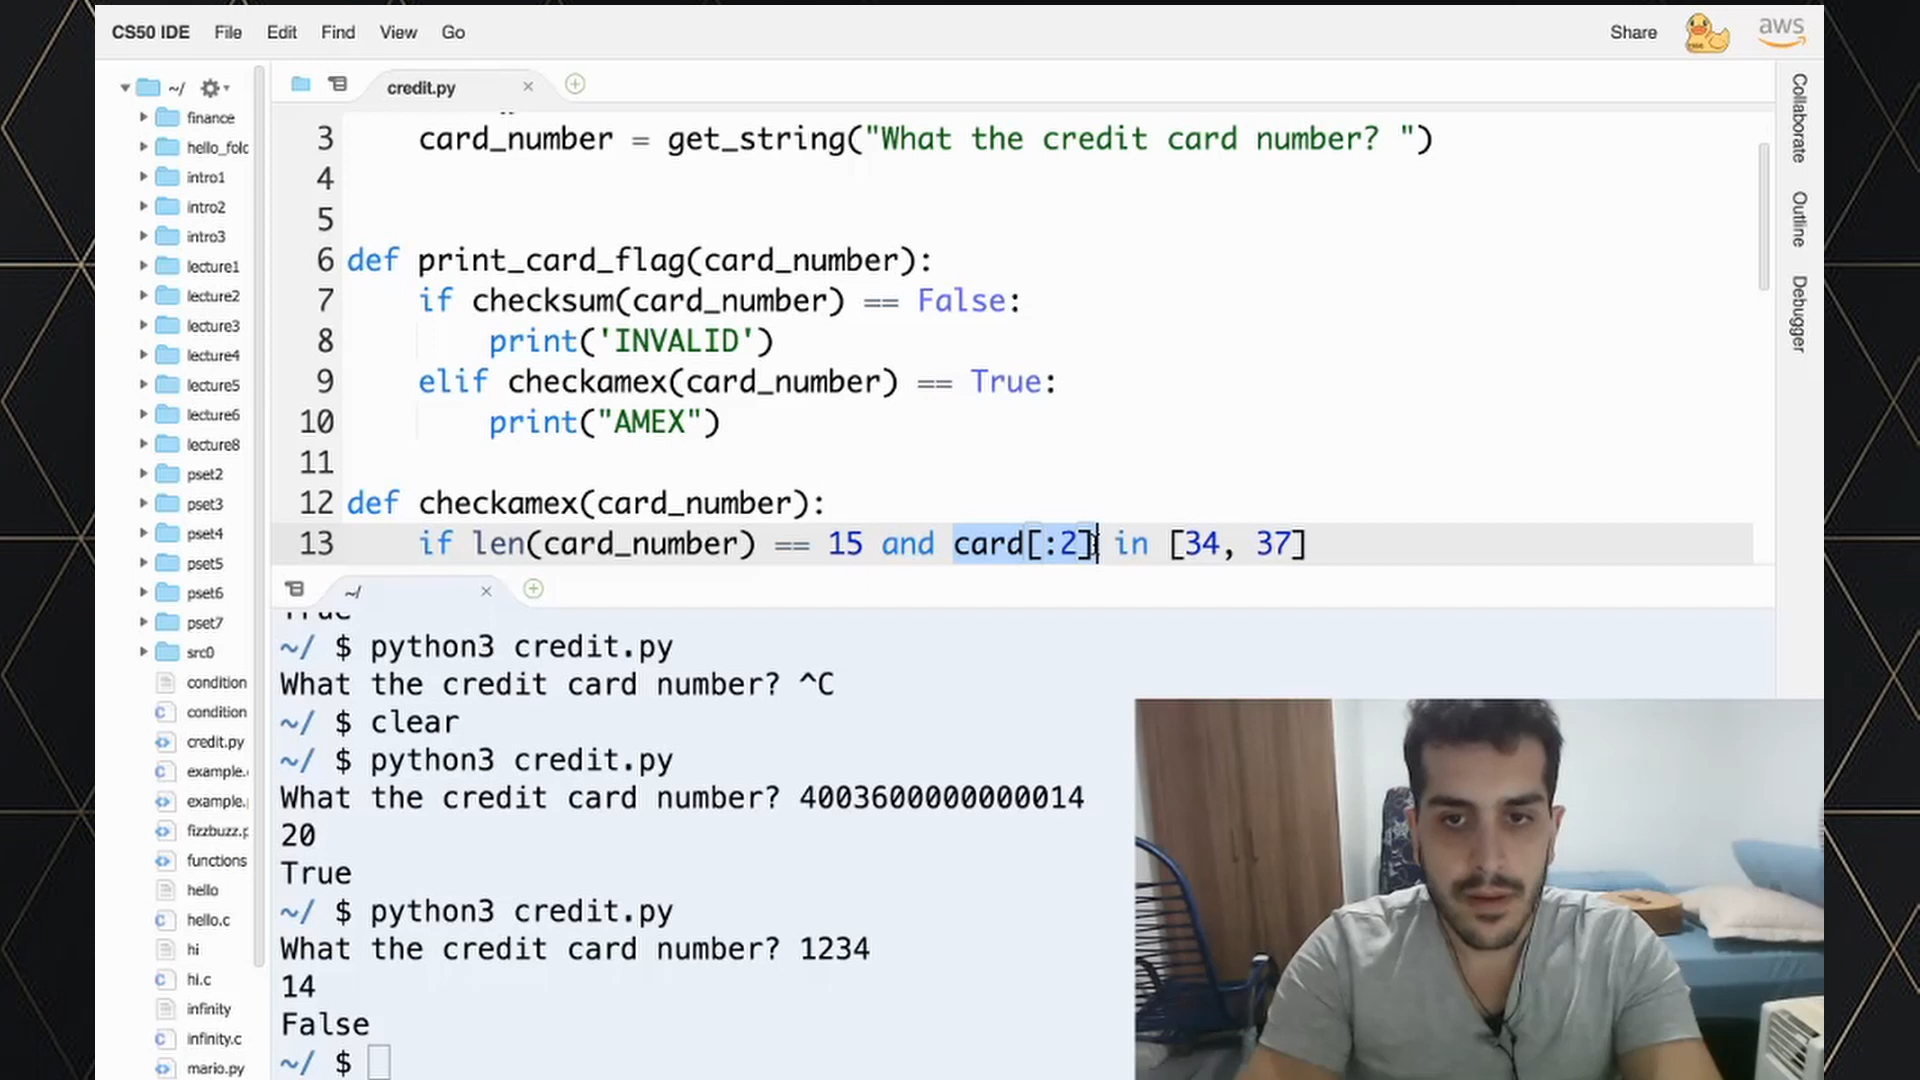 CS50 IDE File Edit Find View Go Share aws
~/
finance
hello_folc
intro1
intro2
intro3
lecture1
lecture2
lecture3
lecture4
lecture5
lecture6
lecture8
pset2
pset3
pset4
pset5
pset6
pset7
src0
condition
condition
credit.py
example.
example.
fizzbuzz.p
functions
hello
hello.c
hi
hi.c
infinity
infinity.c
mario.py
credit.py
3 card_number = get_string("What the credit card number? ")
4
5
6 def print_card_flag(card_number):
7 if checksum(card_number) == False:
8 print('INVALID')
9 elif checkamex(card_number) == True:
10 print("AMEX")
11
12 def checkamex(card_number):
13 if len(card_number) == 15 and card[:2] in [34, 37]
~/
True
~/ $ python3 credit.py
What the credit card number? ^C
~/ $ clear
~/ $ python3 credit.py
What the credit card number? 4003600000000014
20
True
~/ $ python3 credit.py
What the credit card number? 1234
14
False
~/ $
Collaborate
Outline
Debugger